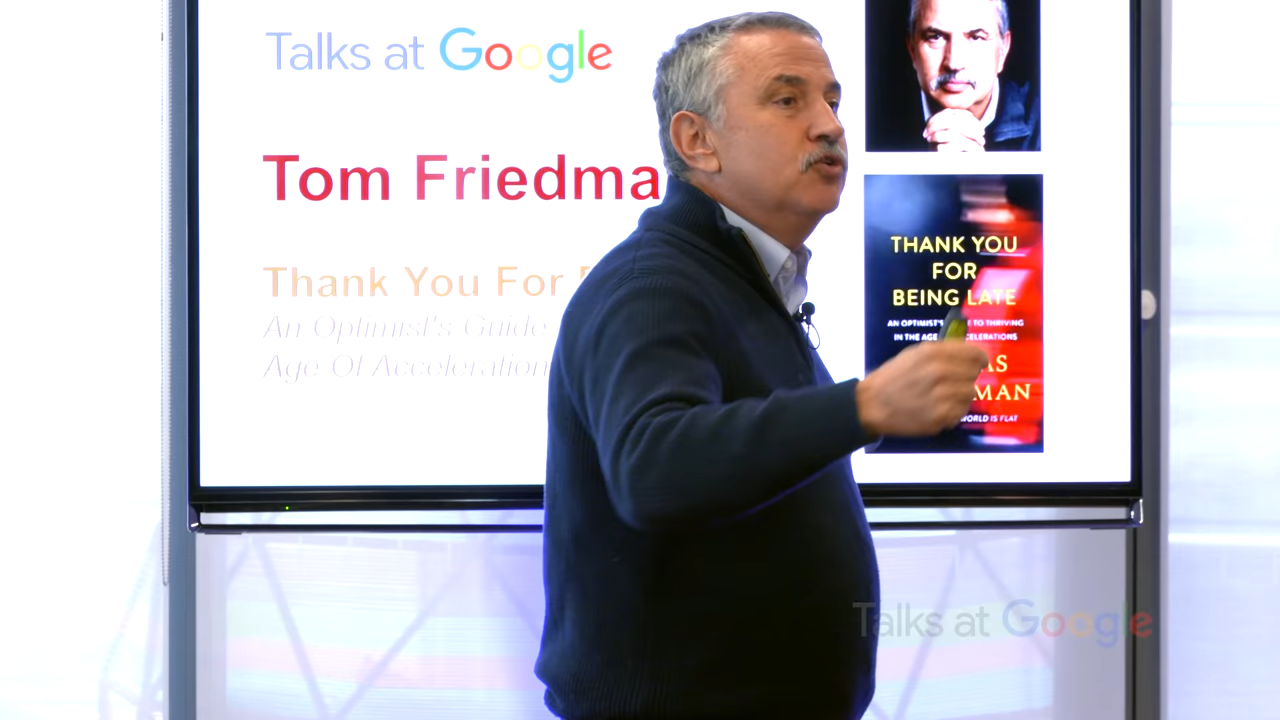 Talks at Google
Tom Friedma
Thank You For
An Optimist's Guide
Age Of Acceleration
THANK YOU
FOR
BEING LATE
AN OPTIMIST'S TO THRIVING
IN THE AGE CELERATIONS
AS
MAN
WORLD IS FLAT
Talks at Google